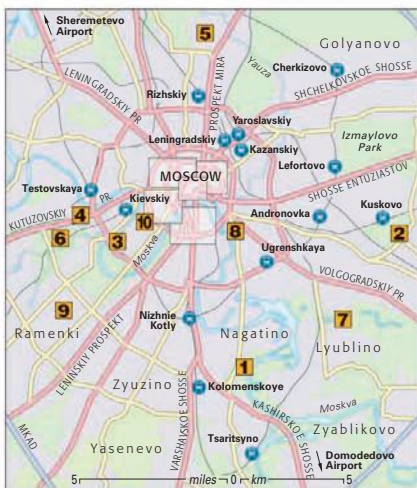 Sheremetevo
Airport
5
Golyanovo
Cherkizovo
Yauza
LENINGRADSKIY PR.
PROSPEKT MIRA
SHCHELKOVSKOE SHOSSE
Rizhskiy
Yaroslavskiy
Leningradskiy
Kazanskiy
Izmaylovo
Park
MOSCOW
Lefortovo
SHOSSE ENTUZIASTOV
Testovskaya
Kievskiy
KUTUZOVSKIY PR.
4
10
Andronovka
Kuskovo
2
6
3
8
Moskva
Ugrenshkaya
VOLGOGRADSKIY PR.
9
7
Ramenki
LENINSKIY PROSPEKT
Nizhnie
Kotly
Nagatino
Lyublino
1
Zyuzino
Kolomenskoye
VARSHAVSKOE SHOSSE
KASHIRSKOE SHOSSE
Moskva
MKAD
Zyablikovo
Yasenevo
Tsaritsyno
Domodedovo
Airport
5 miles 0 km 5